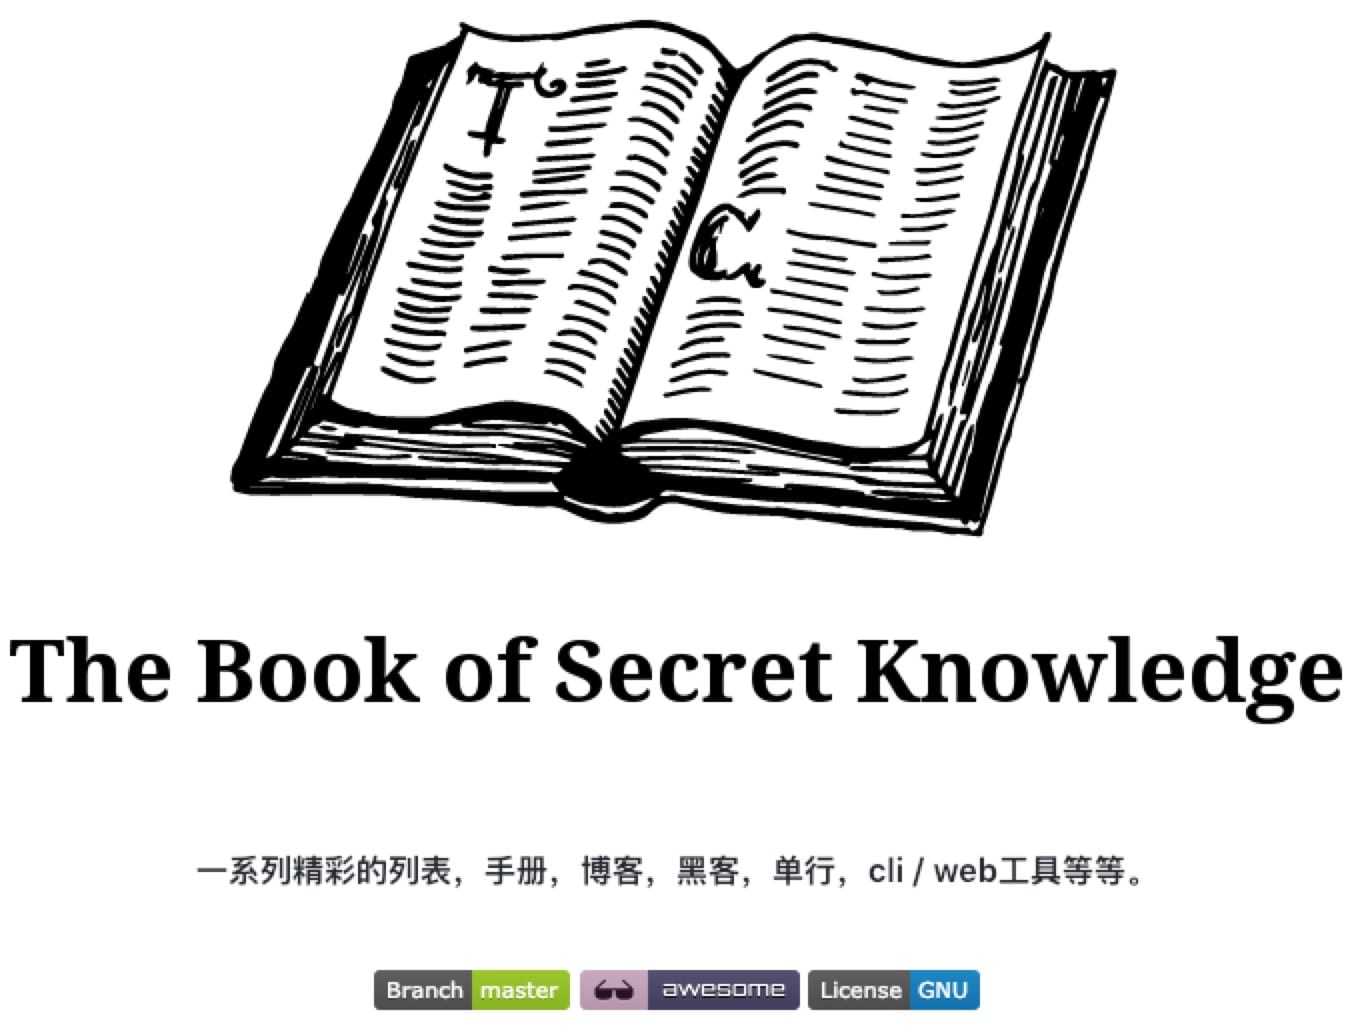 T
C
The Book of Secret Knowledge
一系列精彩的列表，手册，博客，黑客，单行，cli / web工具等等。
Branch master awesome License GNU